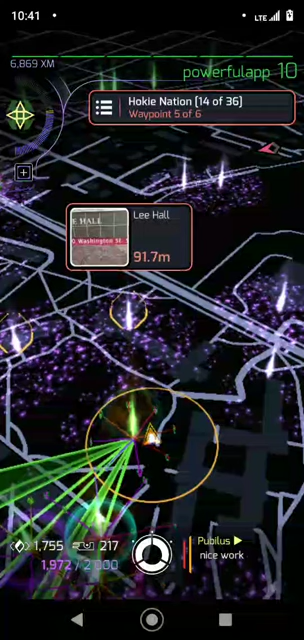 10:41
LTE
6,869 XM
powerfulapp 10
Hokie Nation [14 of 36]
Waypoint 5 of 6
Lee Hall
E HALL
Washington St.
91.7m
1,755
217
1,972 / 2,000
Pubilus
nice work